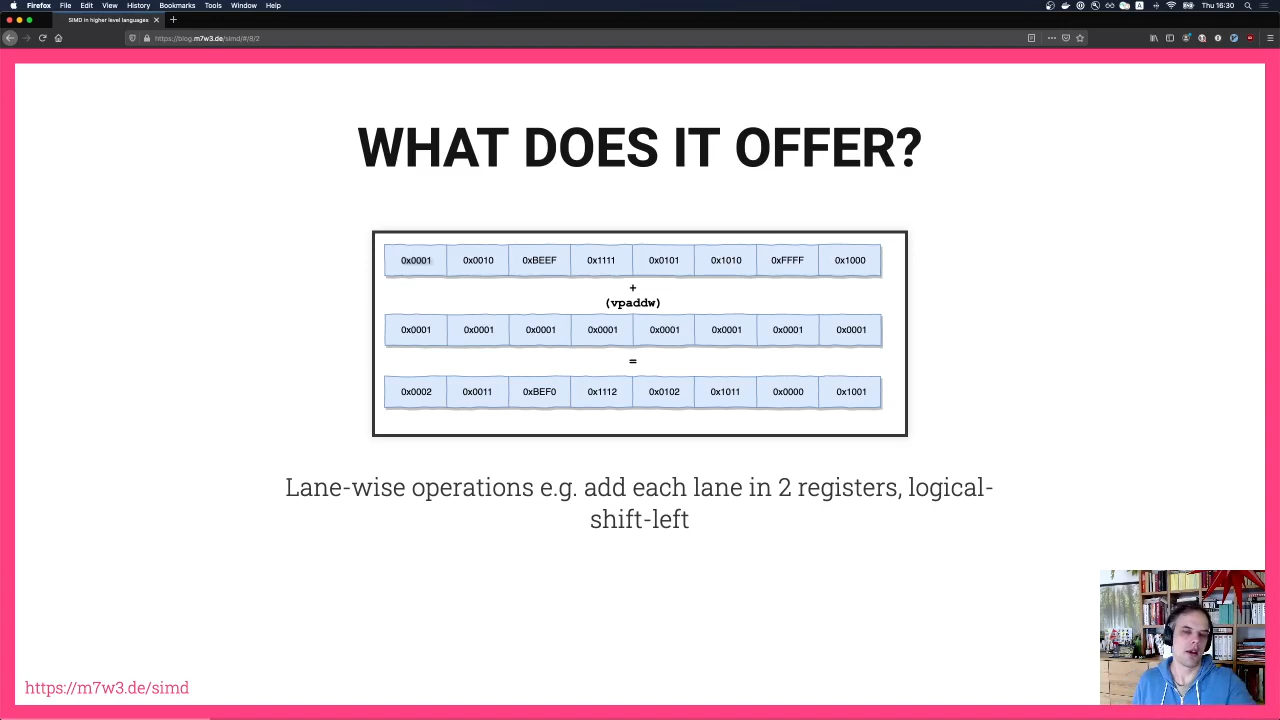 Firefox File Edit View History Bookmarks Tools Window Help Thu 16:30
SIMD in higher level languages
https://blog.m7w3.de/simd/#/8/2
WHAT DOES IT OFFER?
0x0001 0x0010 0xBEEF 0x1111 0x0101 0x1010 0xFFFF 0x1000
+
(vpaddw)
0x0001 0x0001 0x0001 0x0001 0x0001 0x0001 0x0001 0x0001
=
0x0002 0x0011 0xBEF0 0x1112 0x0102 0x1011 0x0000 0x1001
Lane-wise operations e.g. add each lane in 2 registers, logical-
shift-left
https://m7w3.de/simd